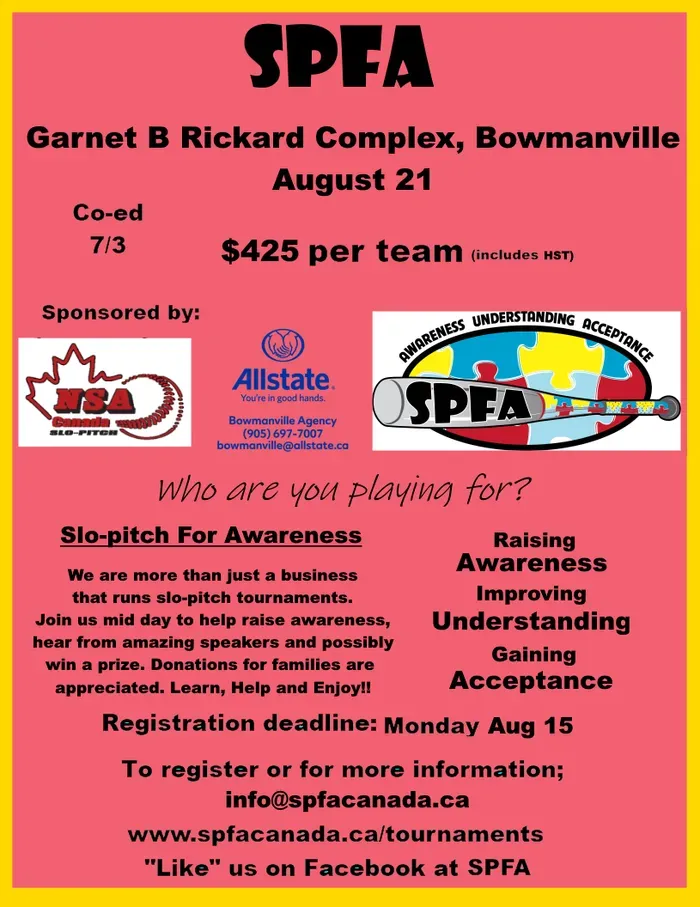 SPFA
Garnet B Rickard Complex, Bowmanville
August 21
Co-ed
7/3
$425 per team (includes HST)
Sponsored by:
NSA
Canada
SLO-PITCH
Allstate.
You're in good hands.
Bowmanville Agency
(905) 697-7007
bowmanville@allstate.ca
AWARENESS UNDERSTANDING ACCEPTANCE
SPFA
Who are you playing for?
Slo-pitch For Awareness
We are more than just a business
that runs slo-pitch tournaments.
Join us mid day to help raise awareness,
hear from amazing speakers and possibly
win a prize. Donations for families are
appreciated. Learn, Help and Enjoy!!
Raising
Awareness
Improving
Understanding
Gaining
Acceptance
Registration deadline: Monday Aug 15
To register or for more information;
info@spfacanada.ca
www.spfacanada.ca/tournaments
"Like" us on Facebook at SPFA